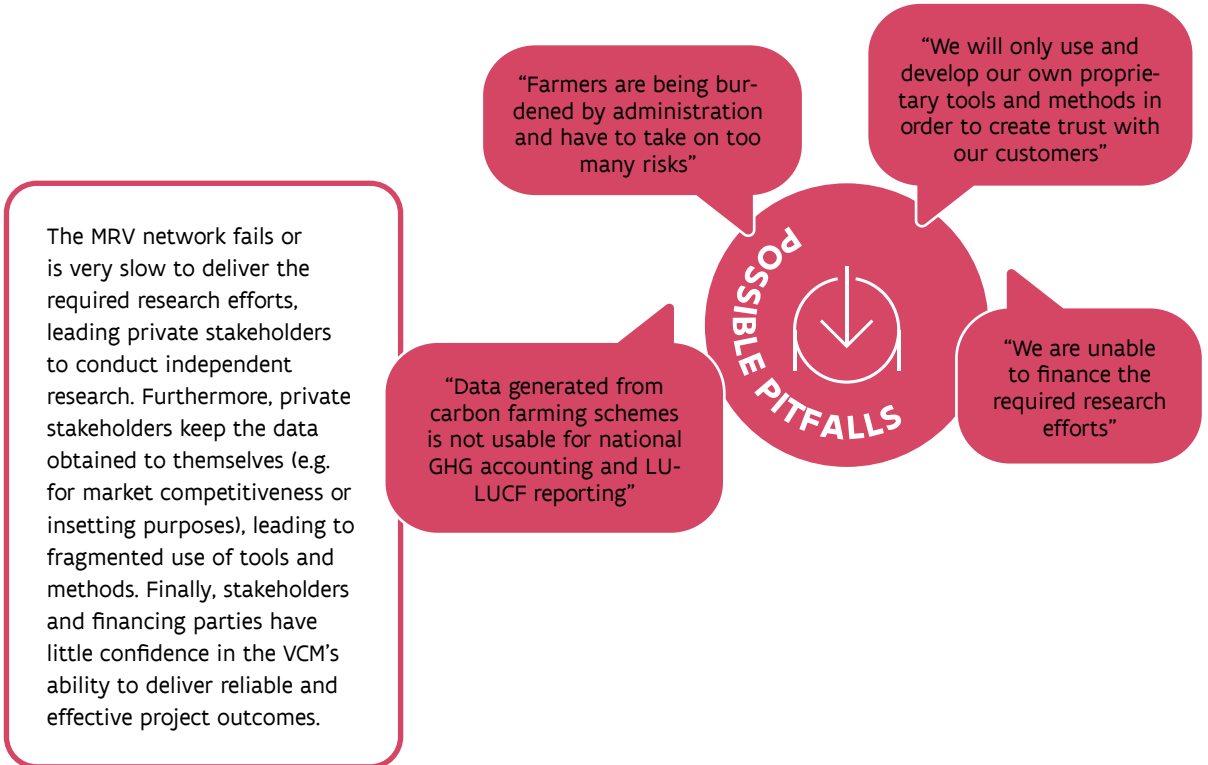 The MRV network fails or
is very slow to deliver the
required research efforts,
leading private stakeholders
to conduct independent
research. Furthermore, private
stakeholders keep the data
obtained to themselves (e.g.
for market competitiveness or
insetting purposes), leading to
fragmented use of tools and
methods. Finally, stakeholders
and financing parties have
little confidence in the VCM’s
ability to deliver reliable and
effective project outcomes.
“Farmers are being bur-
dened by administration
and have to take on too
many risks”
“We will only use and
develop our own proprie-
tary tools and methods in
order to create trust with
our customers”
POSSIBLE PITFALLS
“Data generated from
carbon farming schemes
is not usable for national
GHG accounting and LU-
LUCF reporting”
“We are unable
to finance the
required research
efforts”